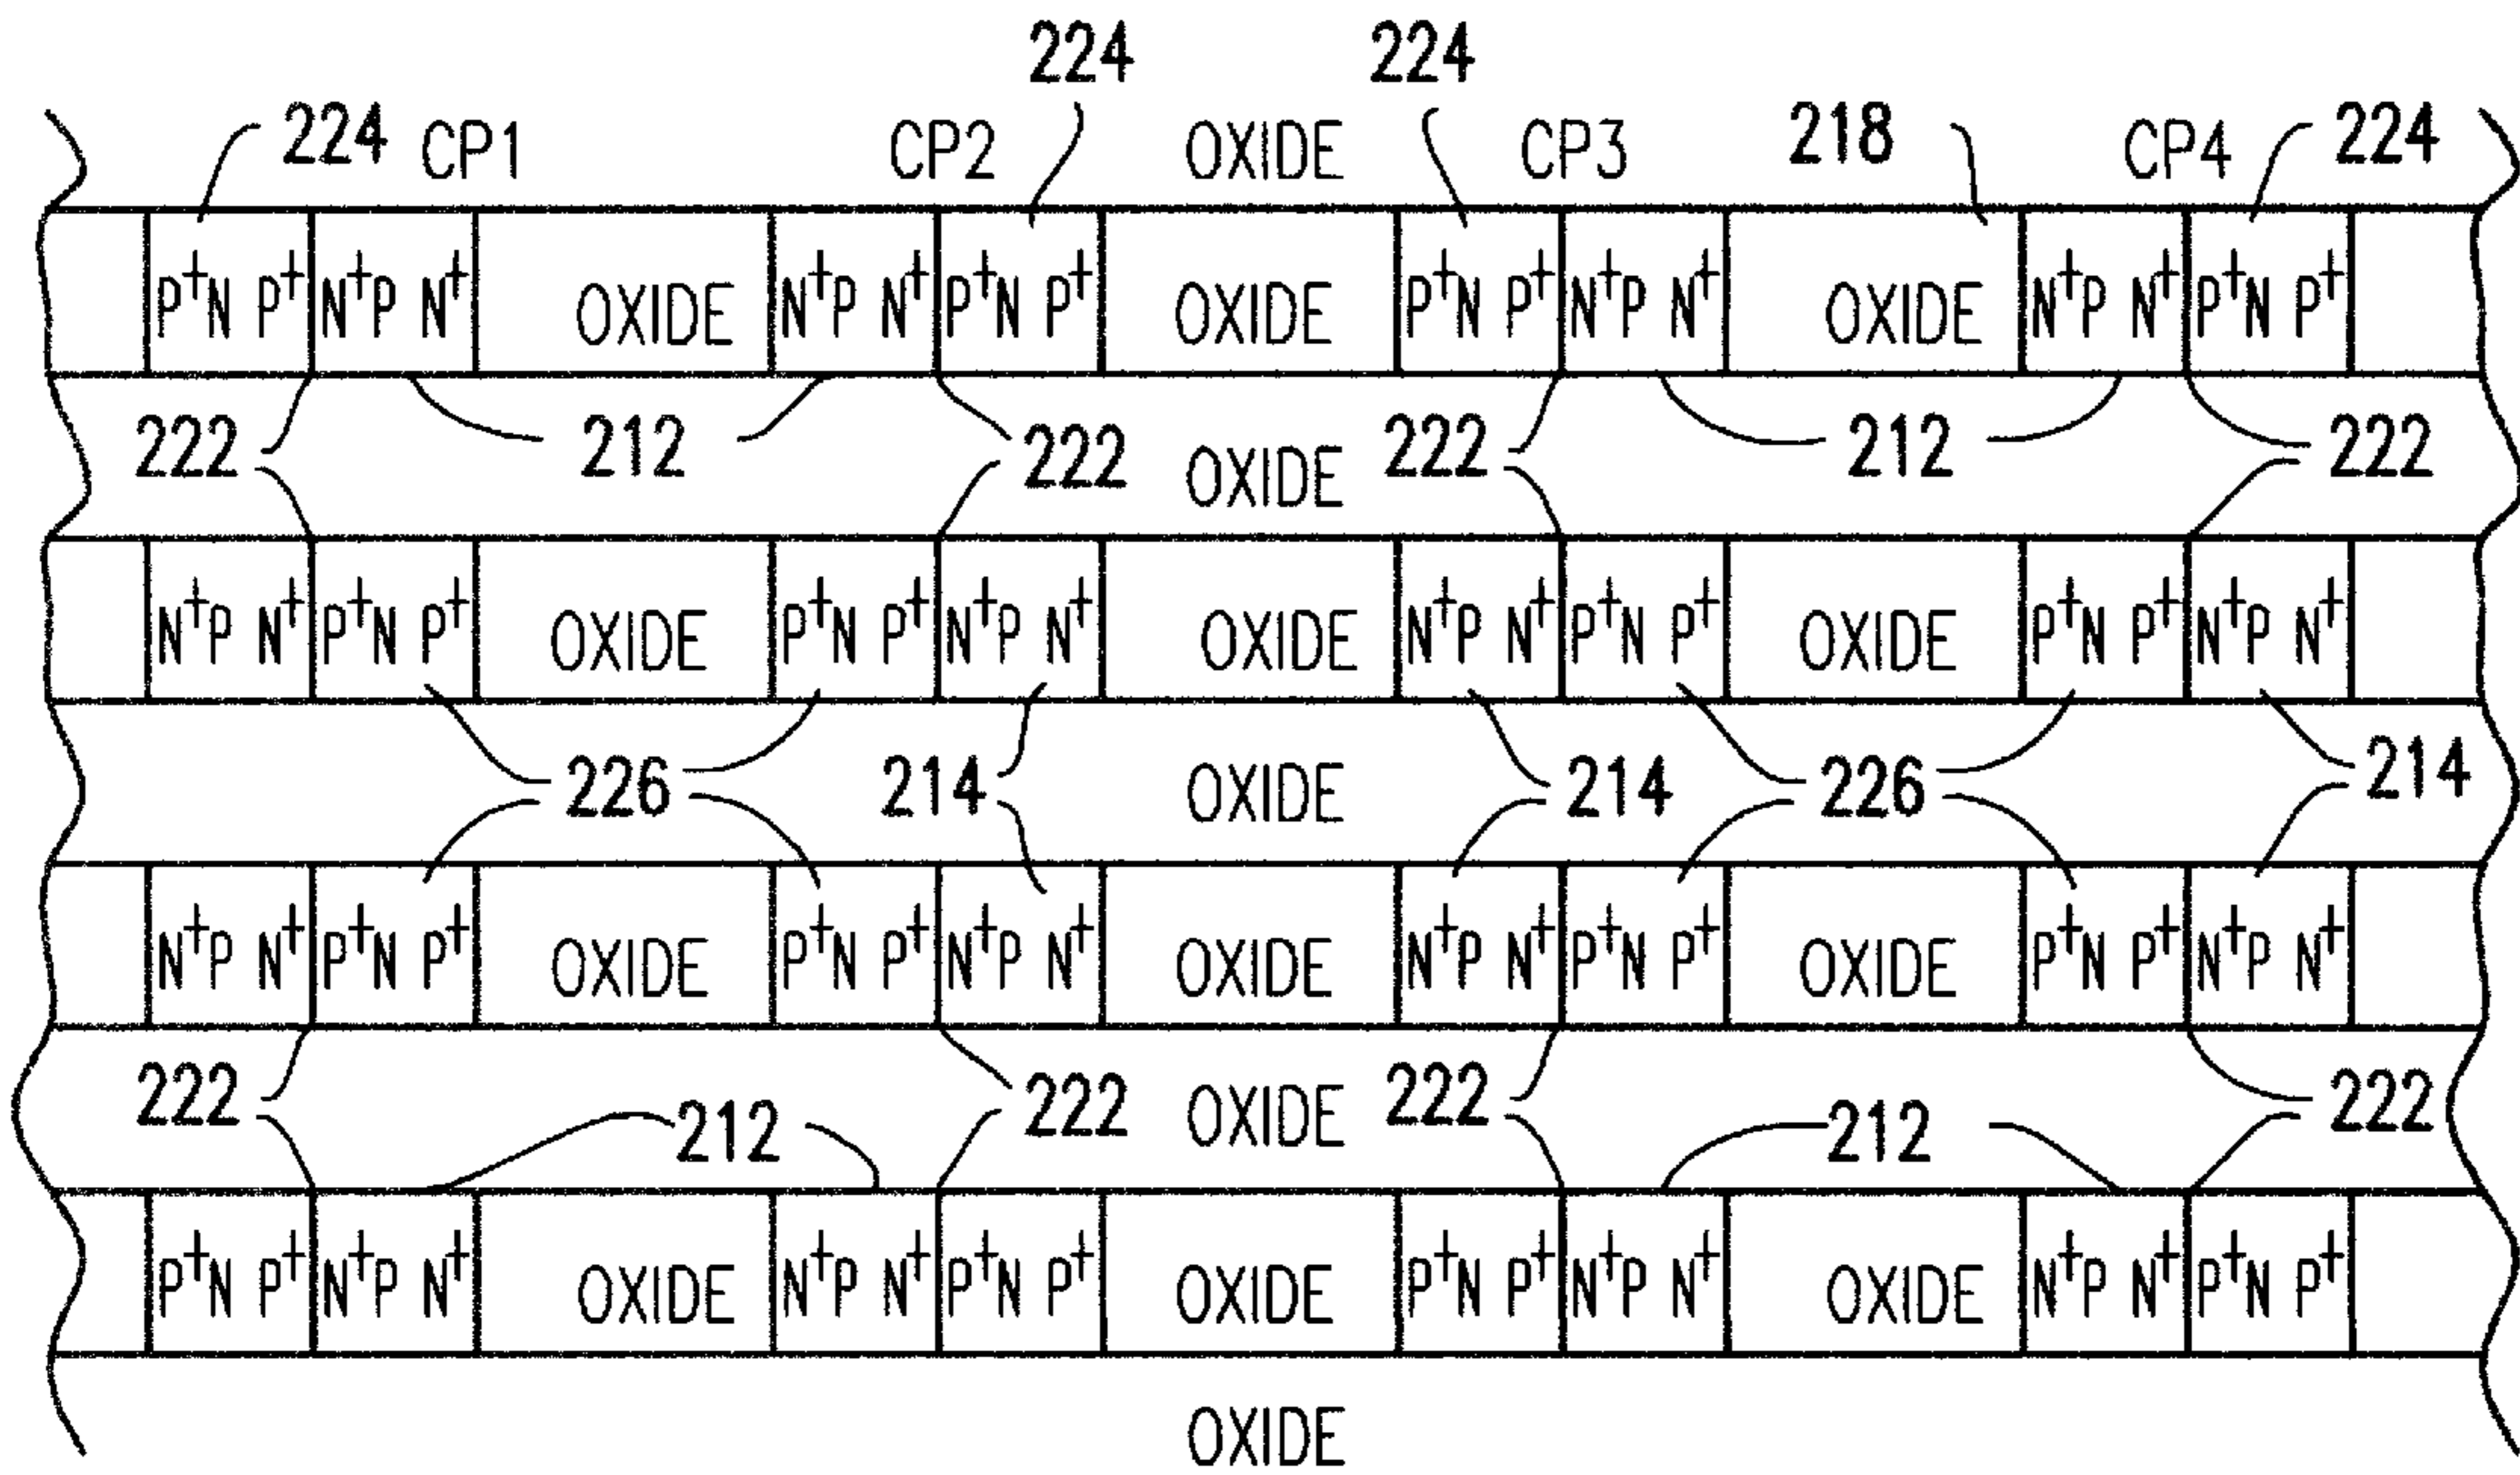 224 224
224 CP1 CP2 OXIDE CP3 218 CP4 224
P⁺N P⁺ N⁺P N⁺ OXIDE N⁺P N⁺ P⁺N P⁺ OXIDE P⁺N P⁺ N⁺P N⁺ OXIDE N⁺P N⁺ P⁺N P⁺
222 212 222 OXIDE 222 212 222
N⁺P N⁺ P⁺N P⁺ OXIDE P⁺N P⁺ N⁺P N⁺ OXIDE N⁺P N⁺ P⁺N P⁺ OXIDE P⁺N P⁺ N⁺P N⁺
226 214 OXIDE 214 226 214
N⁺P N⁺ P⁺N P⁺ OXIDE P⁺N P⁺ N⁺P N⁺ OXIDE N⁺P N⁺ P⁺N P⁺ OXIDE P⁺N P⁺ N⁺P N⁺
222 212 222 OXIDE 222 212 222
P⁺N P⁺ N⁺P N⁺ OXIDE N⁺P N⁺ P⁺N P⁺ OXIDE P⁺N P⁺ N⁺P N⁺ OXIDE N⁺P N⁺ P⁺N P⁺
OXIDE